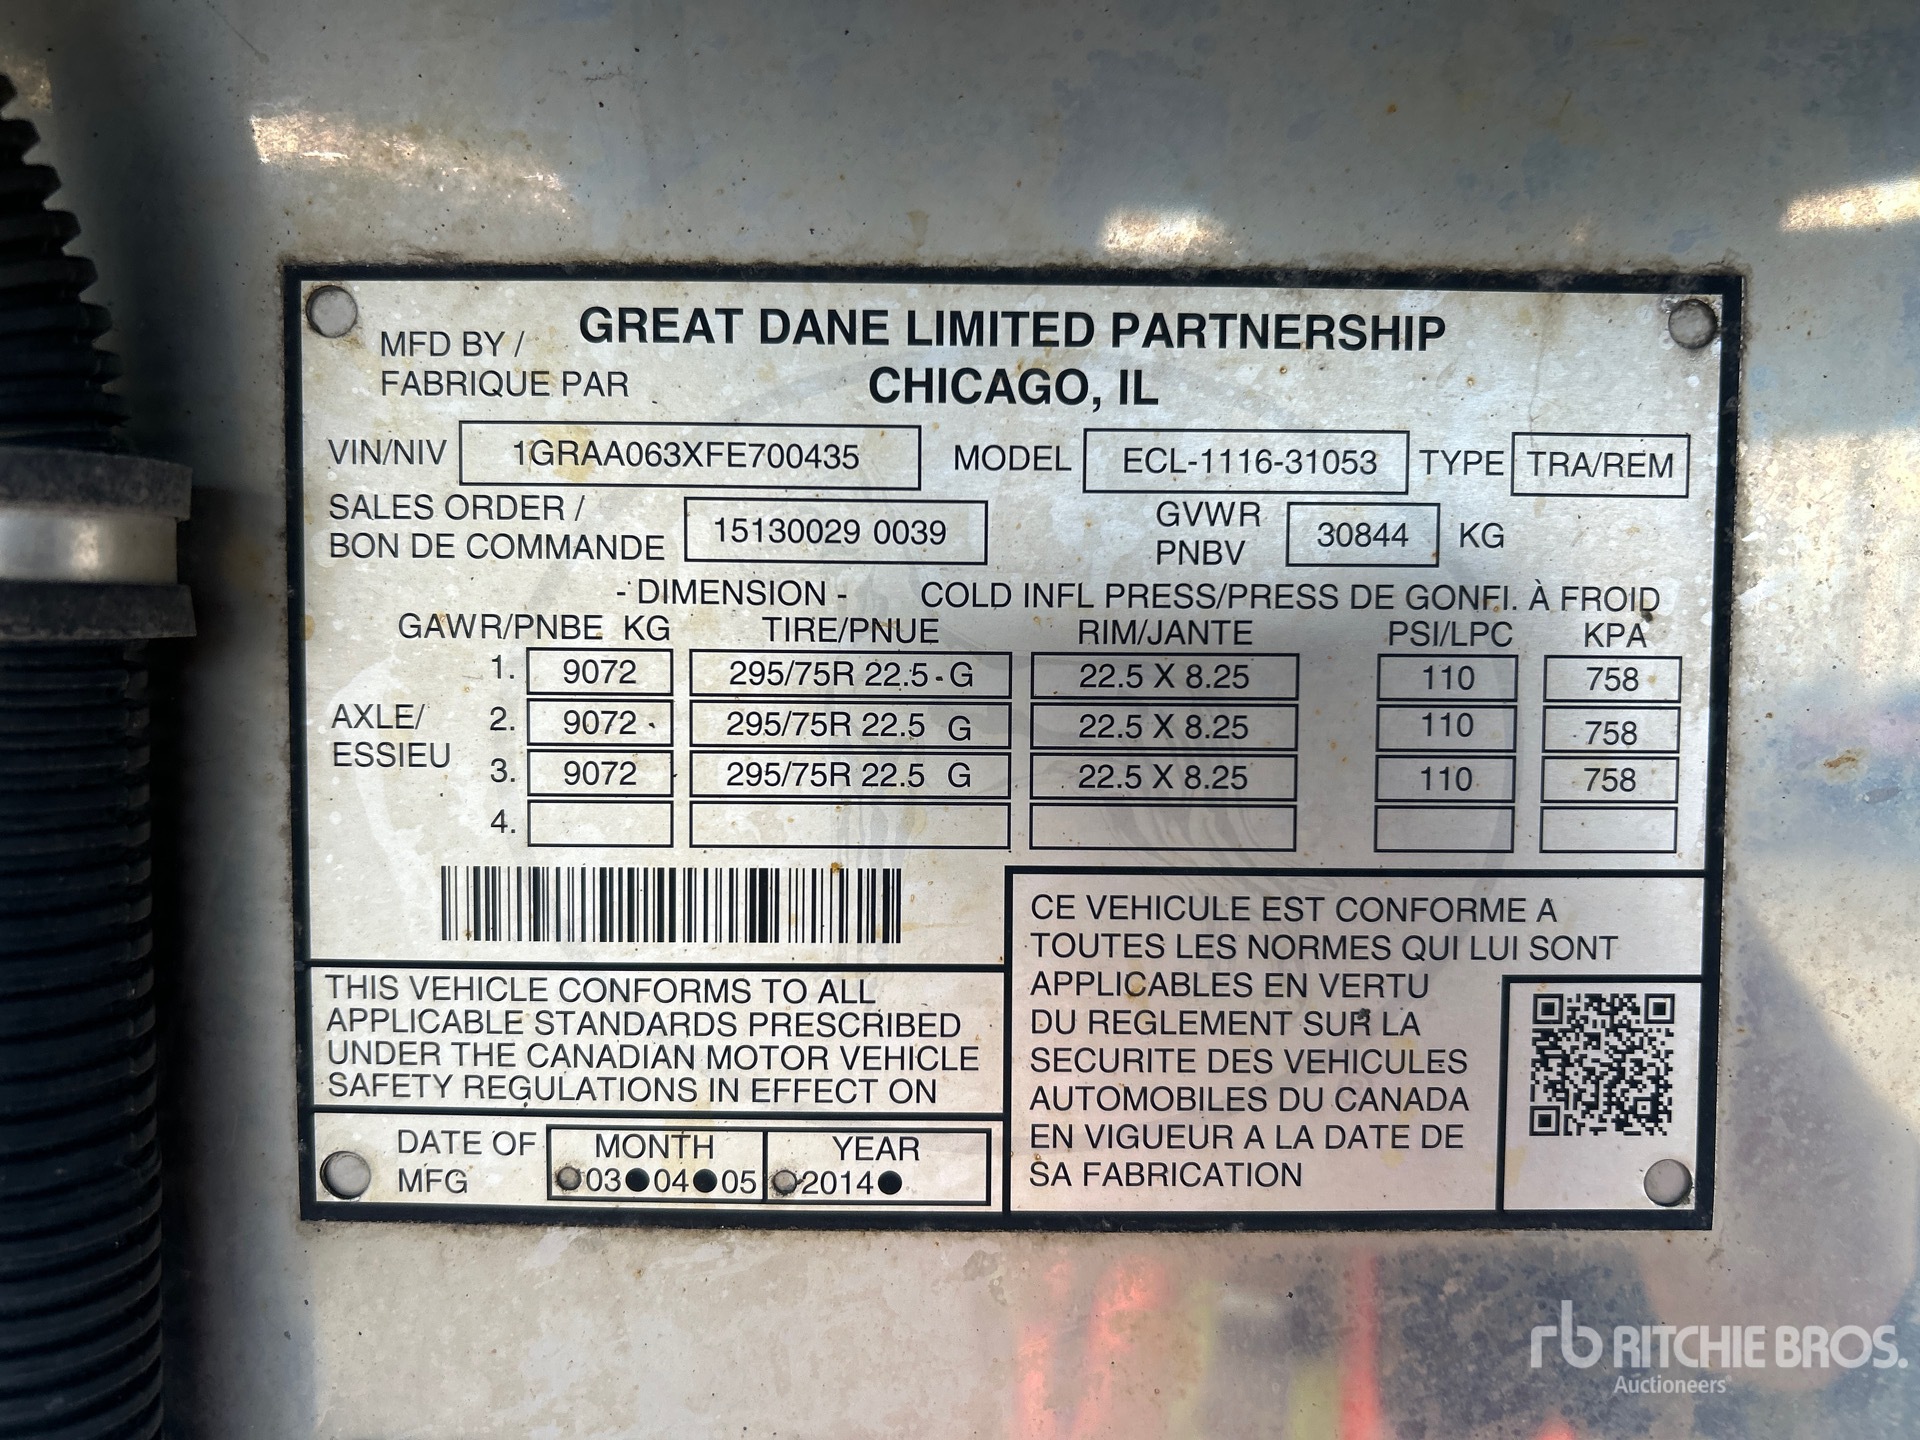 MFD BY / GREAT DANE LIMITED PARTNERSHIP
FABRIQUE PAR CHICAGO, IL
VIN/NIV 1GRAA063XFE700435 MODEL ECL-1116-31053 TYPE TRA/REM
SALES ORDER / GVWR
BON DE COMMANDE 15130029 0039 PNBV 30844 KG
- DIMENSION - COLD INFL PRESS/PRESS DE GONFI. À FROID
GAWR/PNBE KG TIRE/PNUE RIM/JANTE PSI/LPC KPA
1. 9072 295/75R 22.5 G 22.5 X 8.25 110 758
AXLE/ 2. 9072 295/75R 22.5 G 22.5 X 8.25 110 758
ESSIEU 3. 9072 295/75R 22.5 G 22.5 X 8.25 110 758
4.
THIS VEHICLE CONFORMS TO ALL
APPLICABLE STANDARDS PRESCRIBED
UNDER THE CANADIAN MOTOR VEHICLE
SAFETY REGULATIONS IN EFFECT ON
DATE OF MONTH YEAR
MFG 03 ● 04 ● 05 2014 ●
CE VEHICULE EST CONFORME A
TOUTES LES NORMES QUI LUI SONT
APPLICABLES EN VERTU
DU REGLEMENT SUR LA
SECURITE DES VEHICULES
AUTOMOBILES DU CANADA
EN VIGUEUR A LA DATE DE
SA FABRICATION
rb RITCHIE BROS.
Auctioneers